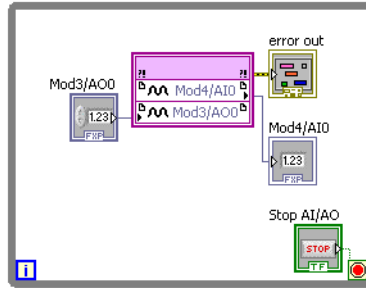 error out
Mod3/AO0
?! ?!
Mod4/AI0
Mod3/AO0
1.23
FXP
Mod4/AI0
1.23
FXP
Stop AI/AO
STOP
TF
i